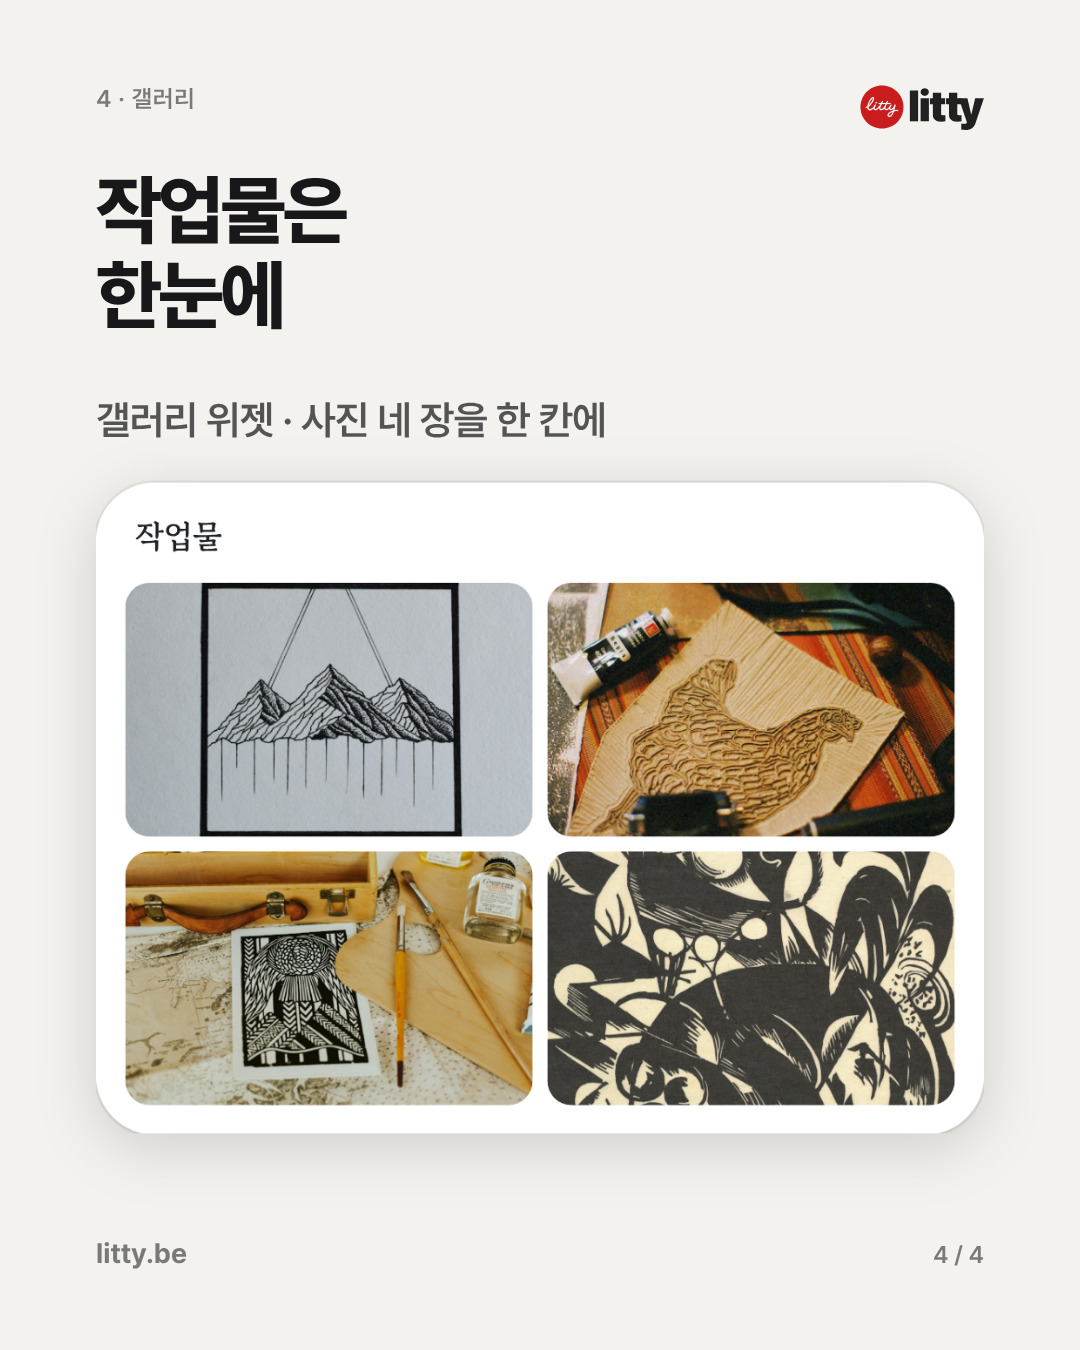 4 · 갤러리
litty litty
작업물은
한눈에
갤러리 위젯 · 사진 네 장을 한 칸에
작업물
litty.be
4 / 4